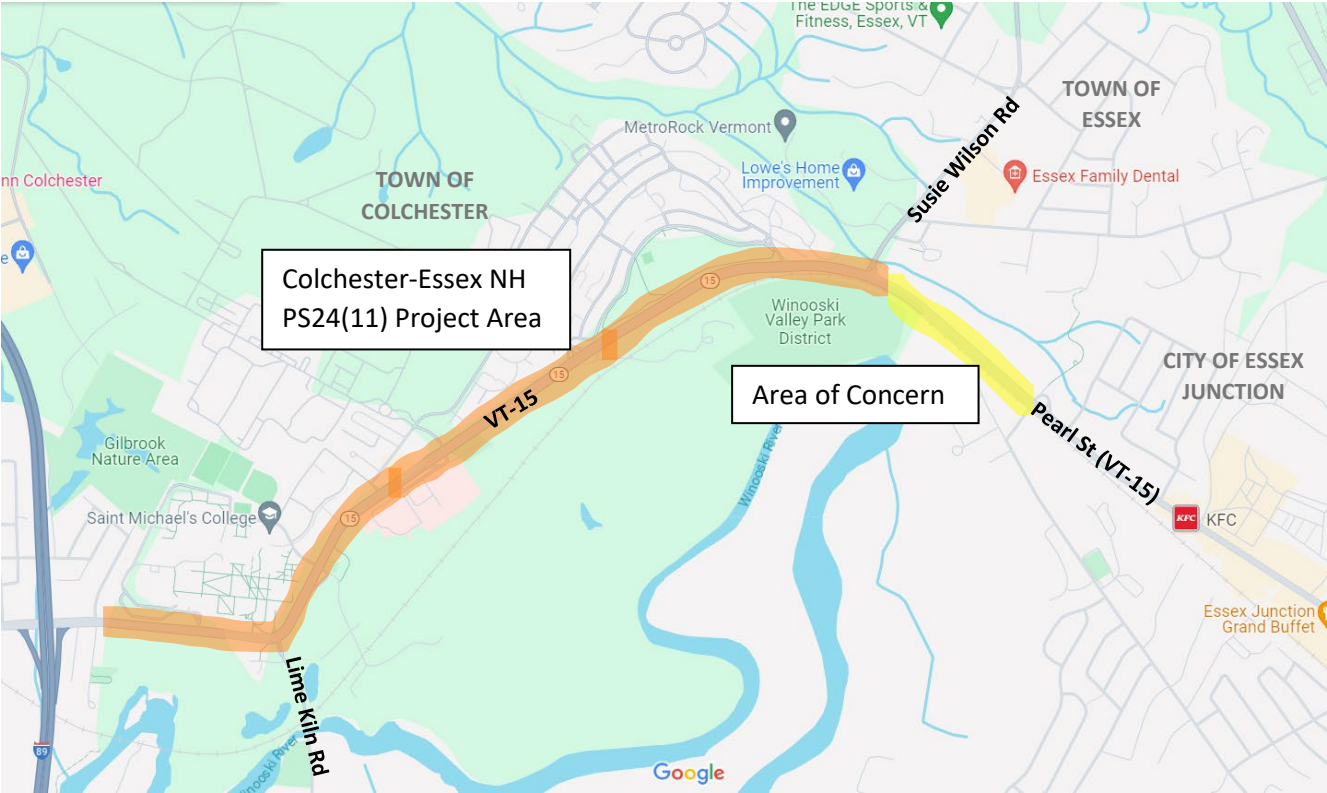 The EDGE Sports &
Fitness, Essex, VT
TOWN OF
ESSEX
Susie Wilson Rd
MetroRock Vermont
Lowe's Home
Improvement
Essex Family Dental
nn Colchester
TOWN OF
COLCHESTER
e
Colchester-Essex NH
PS24(11) Project Area
15
Winooski
Valley Park
District
CITY OF ESSEX
JUNCTION
15
Area of Concern
VT-15
Pearl St (VT-15)
Gilbrook
Nature Area
Winooski River
Saint Michael's College
15
KFC
KFC
Essex Junction
Grand Buffet
Lime Kiln Rd
89
Winooski River
Google